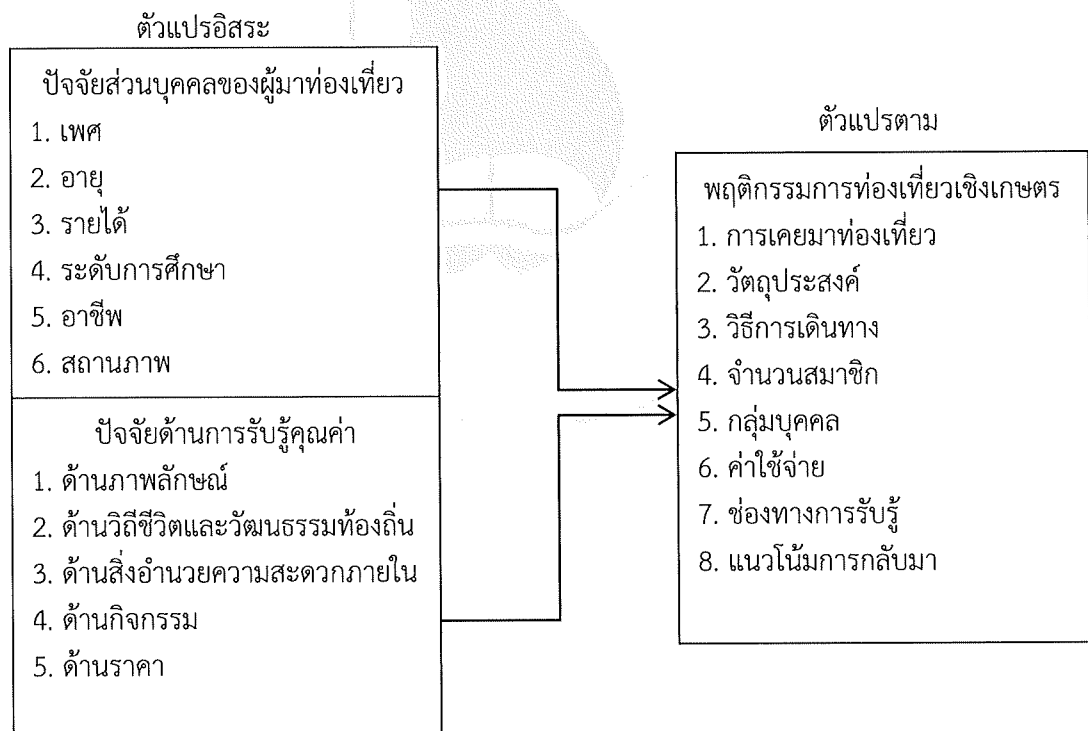 ตัวแปรอิสระ
ปัจจัยส่วนบุคคลของผู้มาท่องเที่ยว
1. เพศ
2. อายุ
3. รายได้
4. ระดับการศึกษา
5. อาชีพ
6. สถานภาพ
ปัจจัยด้านการรับรู้คุณค่า
1. ด้านภาพลักษณ์
2. ด้านวิถีชีวิตและวัฒนธรรมท้องถิ่น
3. ด้านสิ่งอำนวยความสะดวกภายใน
4. ด้านกิจกรรม
5. ด้านราคา
ตัวแปรตาม
พฤติกรรมการท่องเที่ยวเชิงเกษตร
1. การเคยมาท่องเที่ยว
2. วัตถุประสงค์
3. วิธีการเดินทาง
4. จำนวนสมาชิก
5. กลุ่มบุคคล
6. ค่าใช้จ่าย
7. ช่องทางการรับรู้
8. แนวโน้มการกลับมา